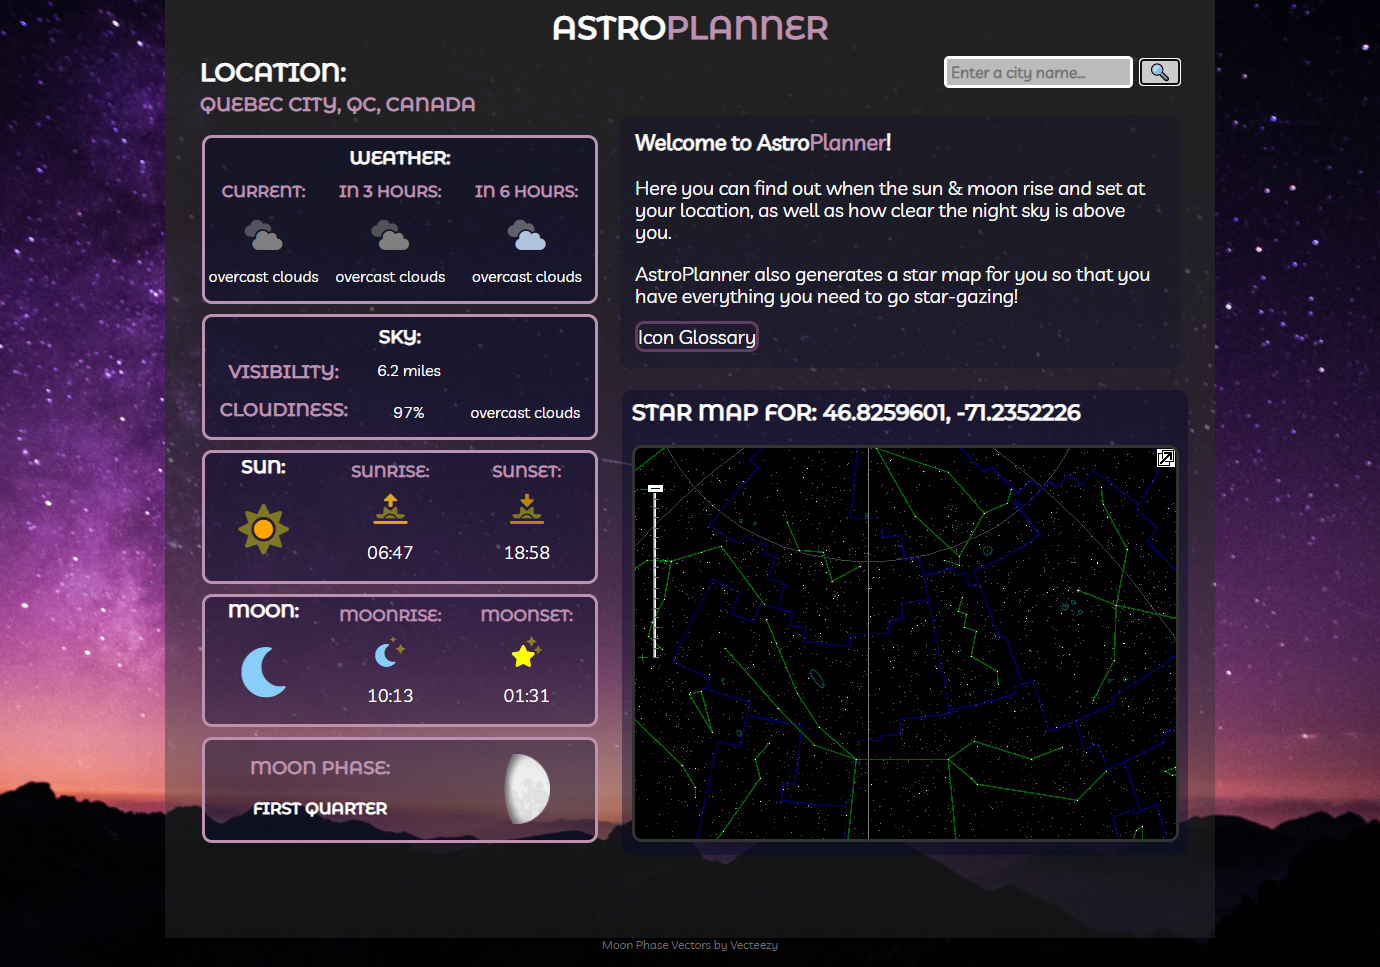 ASTROPLANNER
LOCATION:
QUEBEC CITY, QC, CANADA
Enter a city name...
WEATHER:
CURRENT: IN 3 HOURS: IN 6 HOURS:
overcast clouds overcast clouds overcast clouds
SKY:
VISIBILITY: 6.2 miles
CLOUDINESS: 97% overcast clouds
SUN: SUNRISE: SUNSET:
06:47 18:58
MOON: MOONRISE: MOONSET:
10:13 01:31
MOON PHASE:
FIRST QUARTER
Welcome to AstroPlanner!
Here you can find out when the sun & moon rise and set at
your location, as well as how clear the night sky is above
you.
AstroPlanner also generates a star map for you so that you
have everything you need to go star-gazing!
Icon Glossary
STAR MAP FOR: 46.8259601, -71.2352226
Moon Phase Vectors by Vecteezy